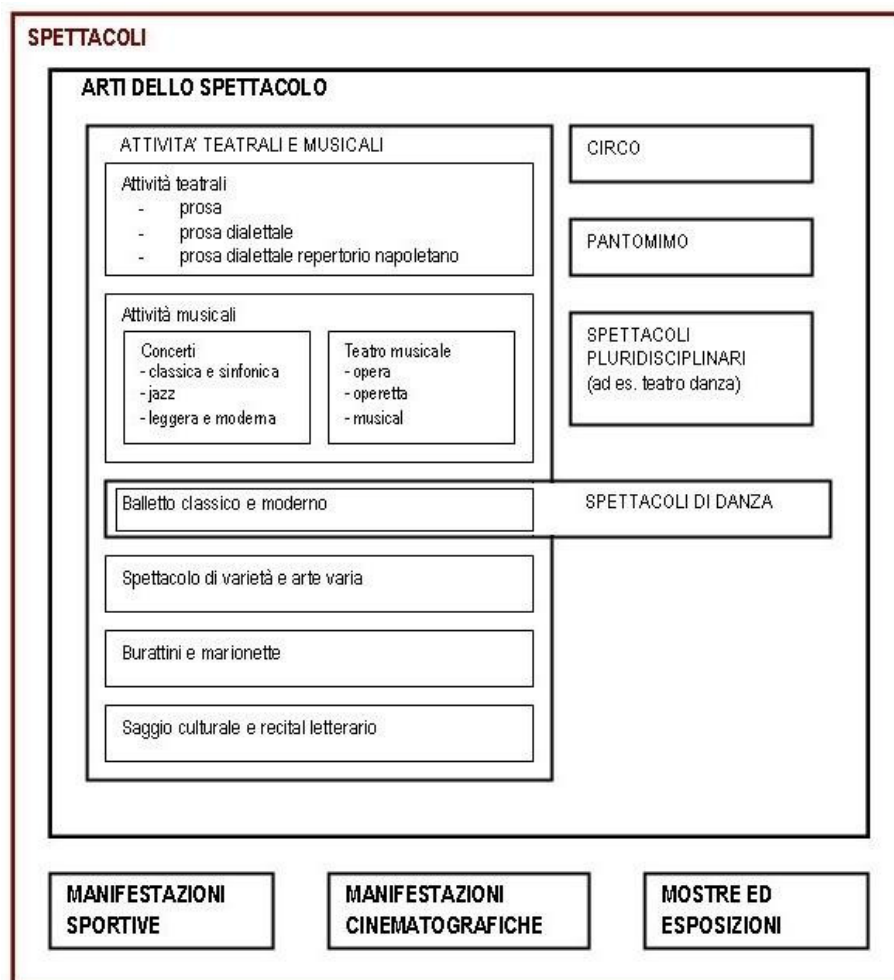 SPETTACOLI
ARTI DELLO SPETTACOLO
ATTIVITA' TEATRALI E MUSICALI
Attività teatrali
- prosa
- prosa dialettale
- prosa dialettale repertorio napoletano
Attività musicali
Concerti
- classica e sinfonica
- jazz
- leggera e moderna
Teatro musicale
- opera
- operetta
- musical
Balletto classico e moderno
Spettacolo di varietà e arte varia
Burattini e marionette
Saggio culturale e recital letterario
CIRCO
PANTOMIMO
SPETTACOLI
PLURIDISCIPLINARI
(ad es. teatro danza)
SPETTACOLI DI DANZA
MANIFESTAZIONI
SPORTIVE
MANIFESTAZIONI
CINEMATOGRAFICHE
MOSTRE ED
ESPOSIZIONI